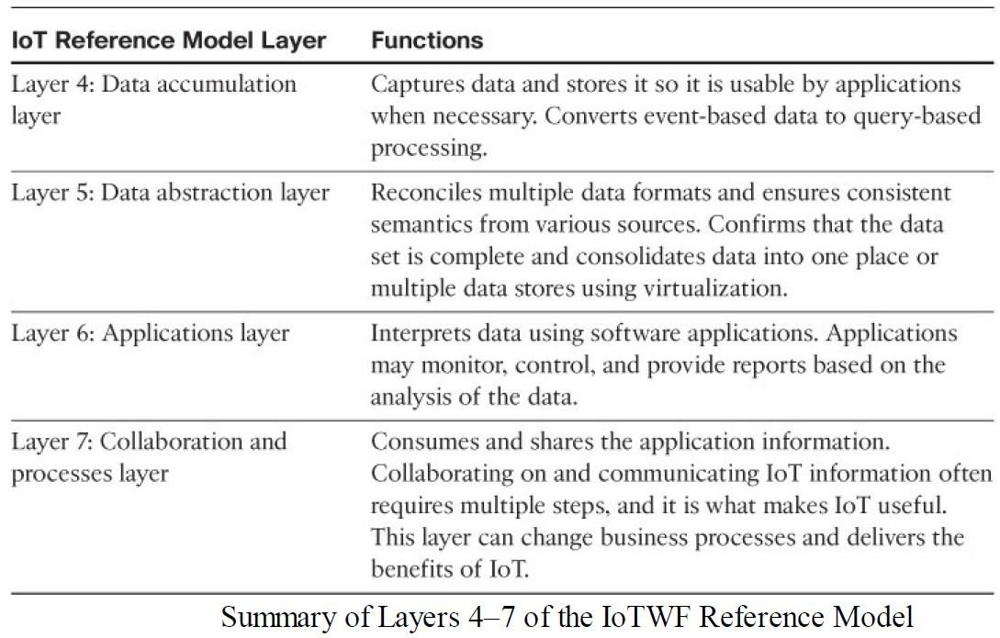 IoT Reference Model Layer Functions
Layer 4: Data accumulation layer
Captures data and stores it so it is usable by applications
when necessary. Converts event-based data to query-based
processing.
Layer 5: Data abstraction layer
Reconciles multiple data formats and ensures consistent
semantics from various sources. Confirms that the data
set is complete and consolidates data into one place or
multiple data stores using virtualization.
Layer 6: Applications layer
Interprets data using software applications. Applications
may monitor, control, and provide reports based on the
analysis of the data.
Layer 7: Collaboration and
processes layer
Consumes and shares the application information.
Collaborating on and communicating IoT information often
requires multiple steps, and it is what makes IoT useful.
This layer can change business processes and delivers the
benefits of IoT.
Summary of Layers 4–7 of the IoTWF Reference Model